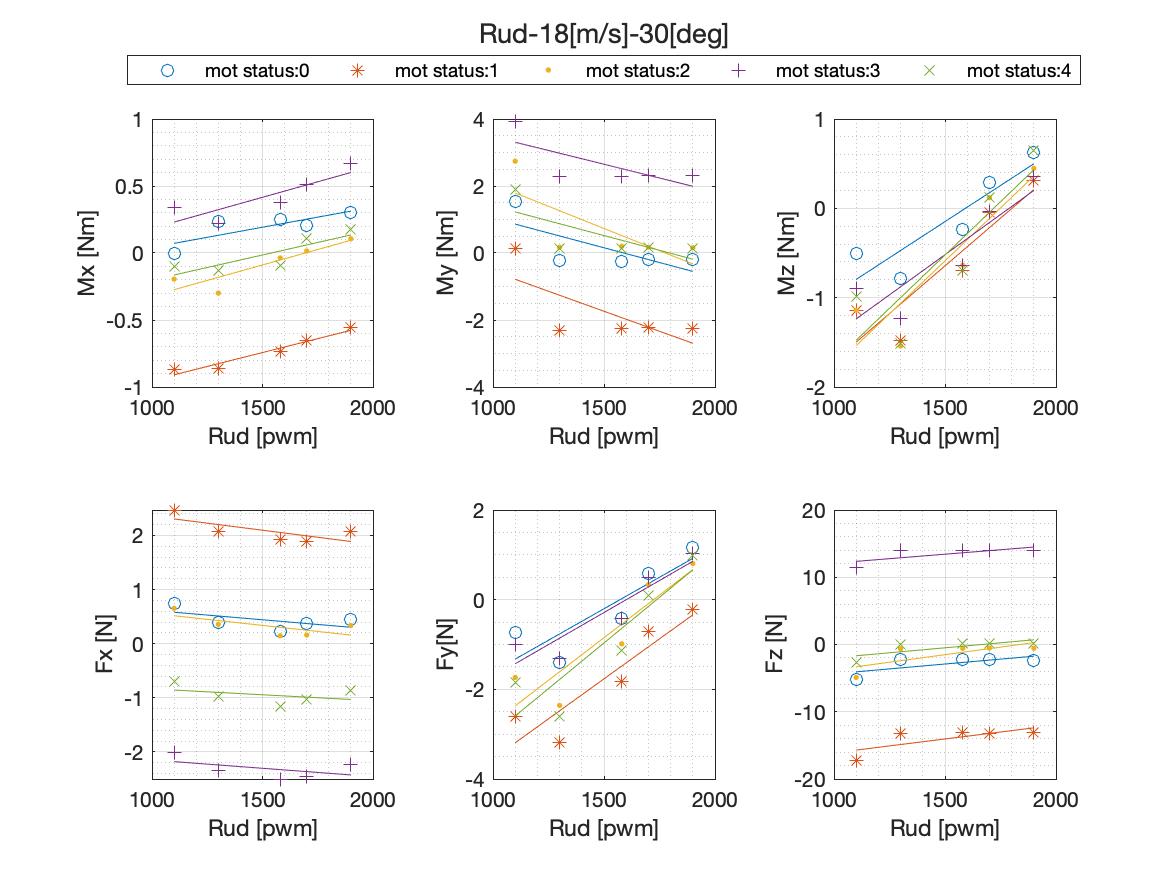 Rud-18[m/s]-30[deg]
mot status:0 mot status:1 mot status:2 mot status:3 mot status:4
1
0.5
0
-0.5
-1
Mx [Nm]
1000 1500 2000
Rud [pwm]
4
2
0
-2
-4
My [Nm]
1000 1500 2000
Rud [pwm]
1
0
-1
-2
Mz [Nm]
1000 1500 2000
Rud [pwm]
2
1
0
-1
-2
Fx [N]
1000 1500 2000
Rud [pwm]
2
0
-2
-4
Fy[N]
1000 1500 2000
Rud [pwm]
20
10
0
-10
-20
Fz [N]
1000 1500 2000
Rud [pwm]